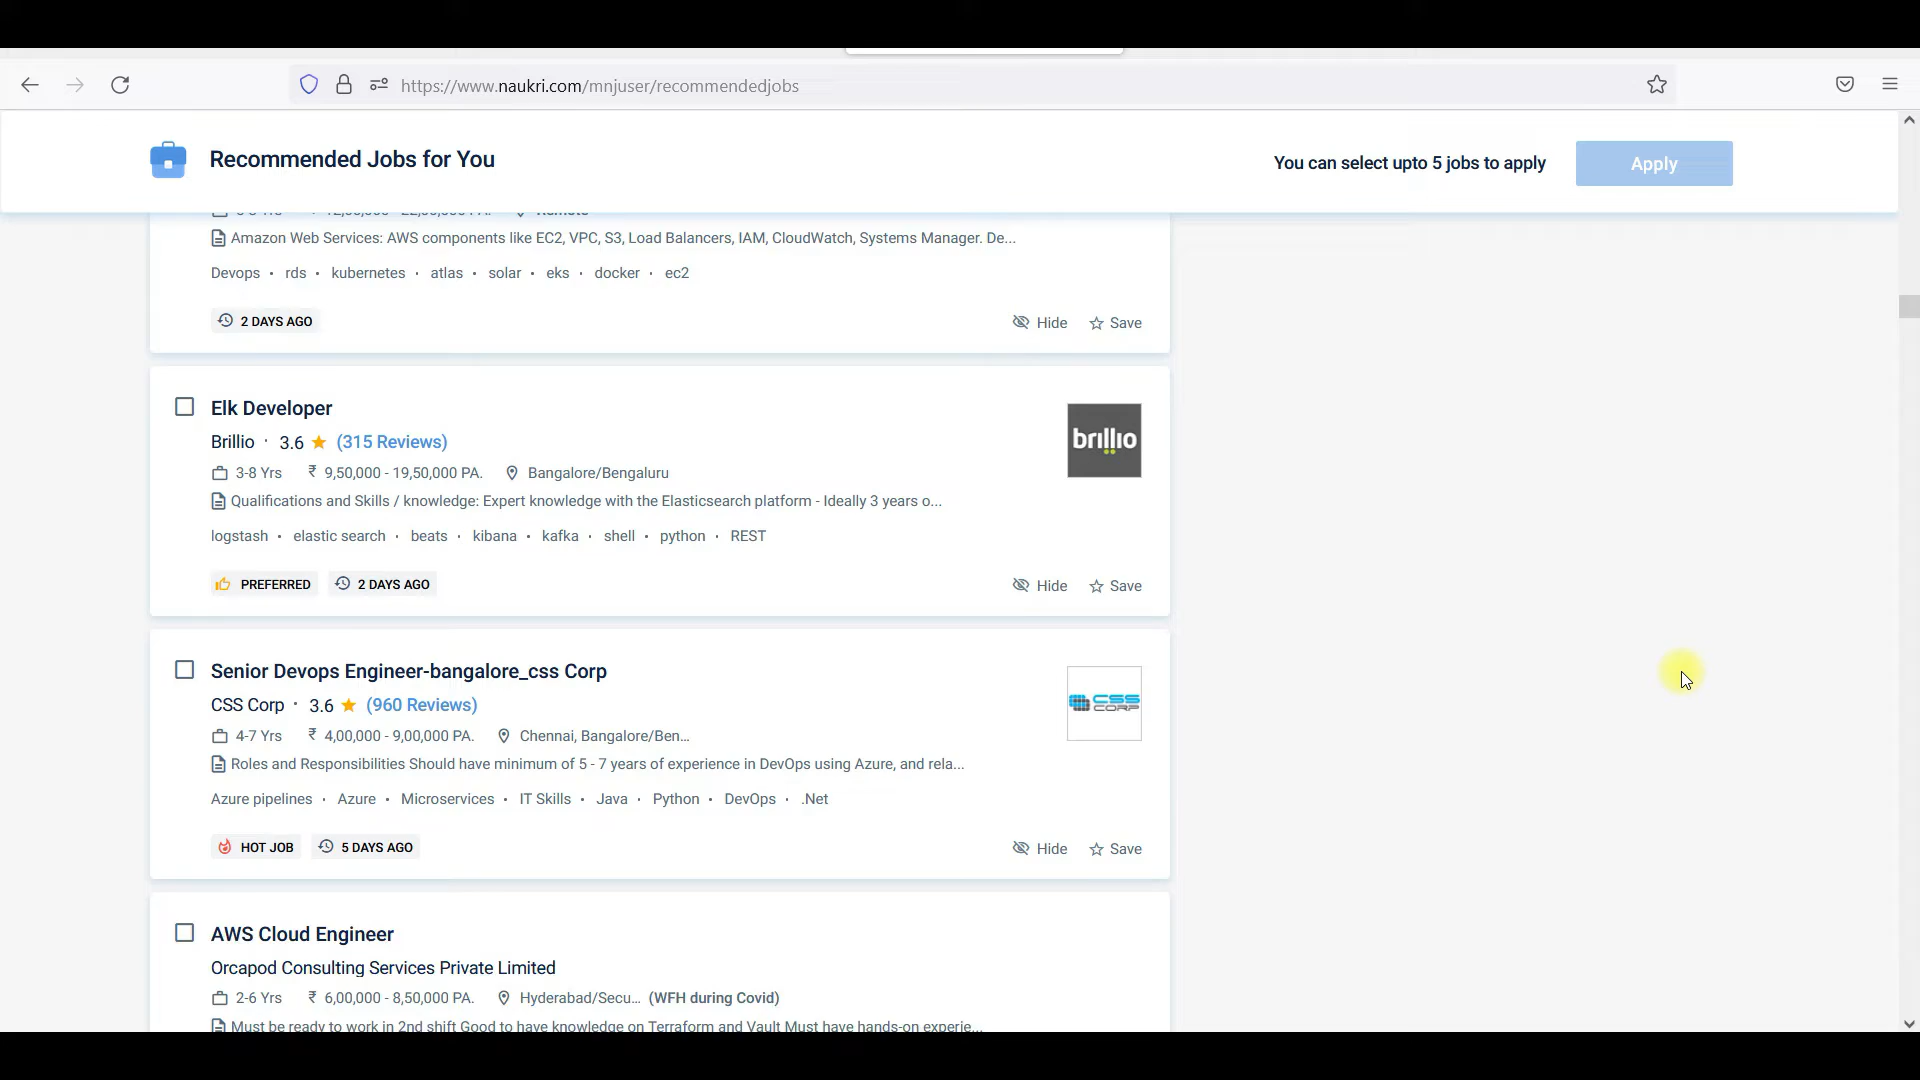 https://www.naukri.com/mnjuser/recommendedjobs
Recommended Jobs for You
You can select upto 5 jobs to apply
Apply
Remote
Amazon Web Services: AWS components like EC2, VPC, S3, Load Balancers, IAM, CloudWatch, Systems Manager. De...
Devops · rds · kubernetes · atlas · solar · eks · docker · ec2
2 DAYS AGO
Hide Save
Elk Developer
Brillio · 3.6 ★ (315 Reviews)
brillio
3-8 Yrs ₹ 9,50,000 - 19,50,000 PA. Bangalore/Bengaluru
Qualifications and Skills / knowledge: Expert knowledge with the Elasticsearch platform - Ideally 3 years o...
logstash · elastic search · beats · kibana · kafka · shell · python · REST
PREFERRED 2 DAYS AGO
Hide Save
Senior Devops Engineer-bangalore_css Corp
CSS Corp · 3.6 ★ (960 Reviews)
CSS CORP
4-7 Yrs ₹ 4,00,000 - 9,00,000 PA. Chennai, Bangalore/Ben...
Roles and Responsibilities Should have minimum of 5 - 7 years of experience in DevOps using Azure, and rela...
Azure pipelines · Azure · Microservices · IT Skills · Java · Python · DevOps · .Net
HOT JOB 5 DAYS AGO
Hide Save
AWS Cloud Engineer
Orcapod Consulting Services Private Limited
2-6 Yrs ₹ 6,00,000 - 8,50,000 PA. Hyderabad/Secu... (WFH during Covid)
Must be ready to work in 2nd shift Good to have knowledge on Terraform and Vault Must have hands-on experie...